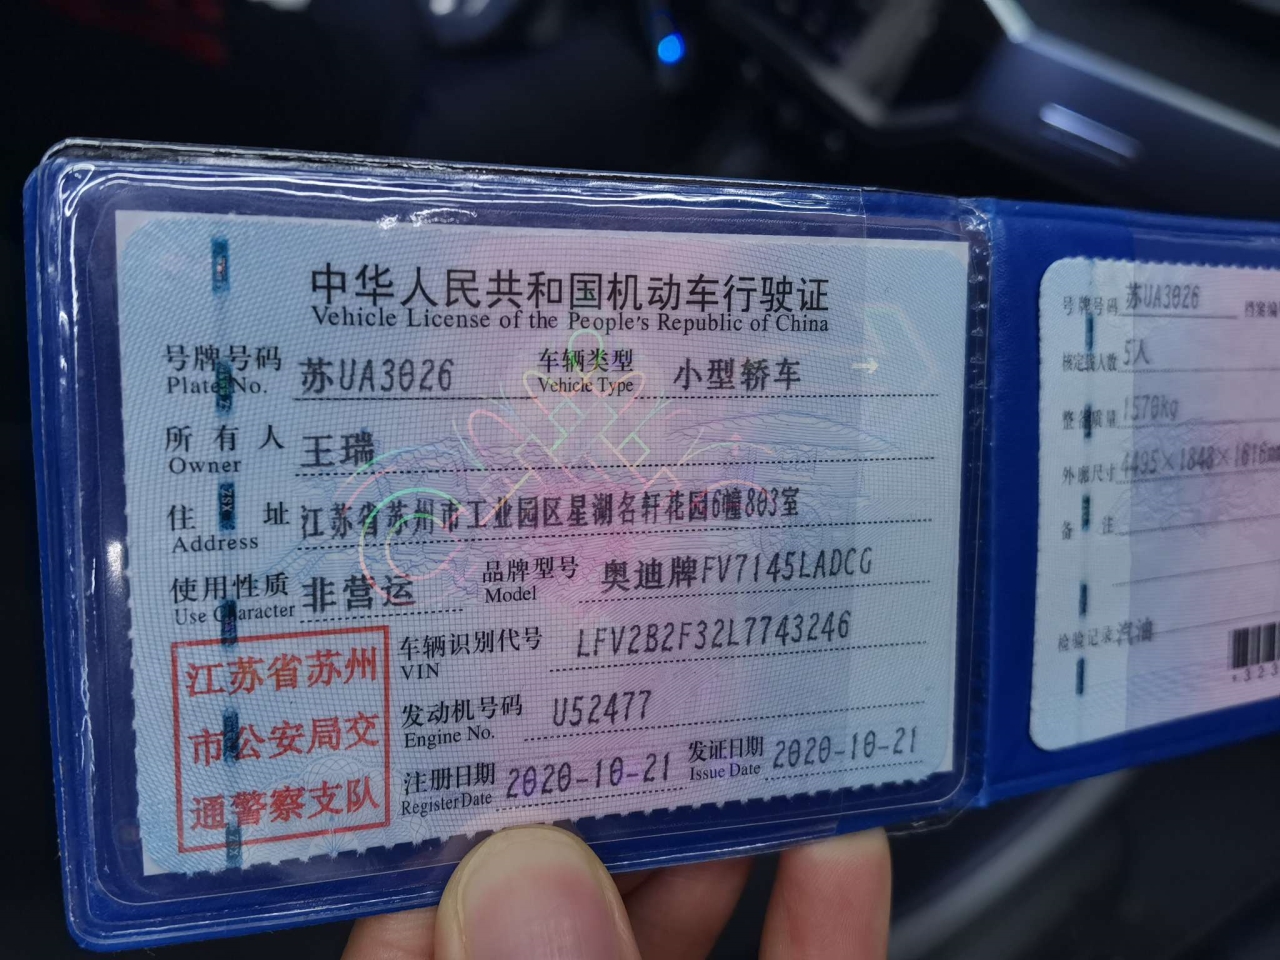 中华人民共和国机动车行驶证
Vehicle License of the People's Republic of China
号牌号码 苏UA3026 车辆类型 小型轿车
Plate No. Vehicle Type
所有人 王瑞
Owner
住址 江苏省苏州市工业园区星湖名轩花园6幢803室
Address
使用性质 非营运 品牌型号 奥迪牌FV7145LADCG
Use Character Model
车辆识别代号 LFV2B2F32L7743246
VIN
发动机号码 U52477
Engine No.
注册日期 2020-10-21 发证日期 2020-10-21
Register Date Issue Date
江苏省苏州
市公安局交
通警察支队
号牌号码 苏UA3026 档案编
核定载人数 5人
整备质量 1570kg
外廓尺寸 4495×1848×1616mm
备注
检验记录 汽油